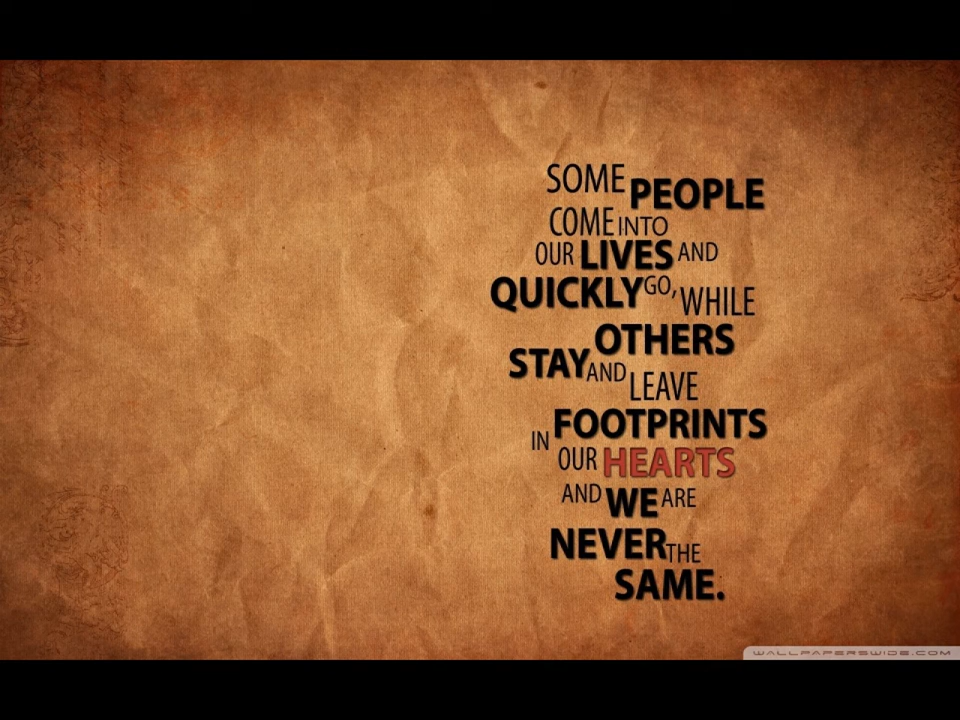 SOME PEOPLE
COME INTO
OUR LIVES AND
QUICKLY GO, WHILE
OTHERS
STAY AND LEAVE
FOOTPRINTS
IN OUR HEARTS
AND WE ARE
NEVER THE
SAME.
WALLPAPERSWIDE.COM